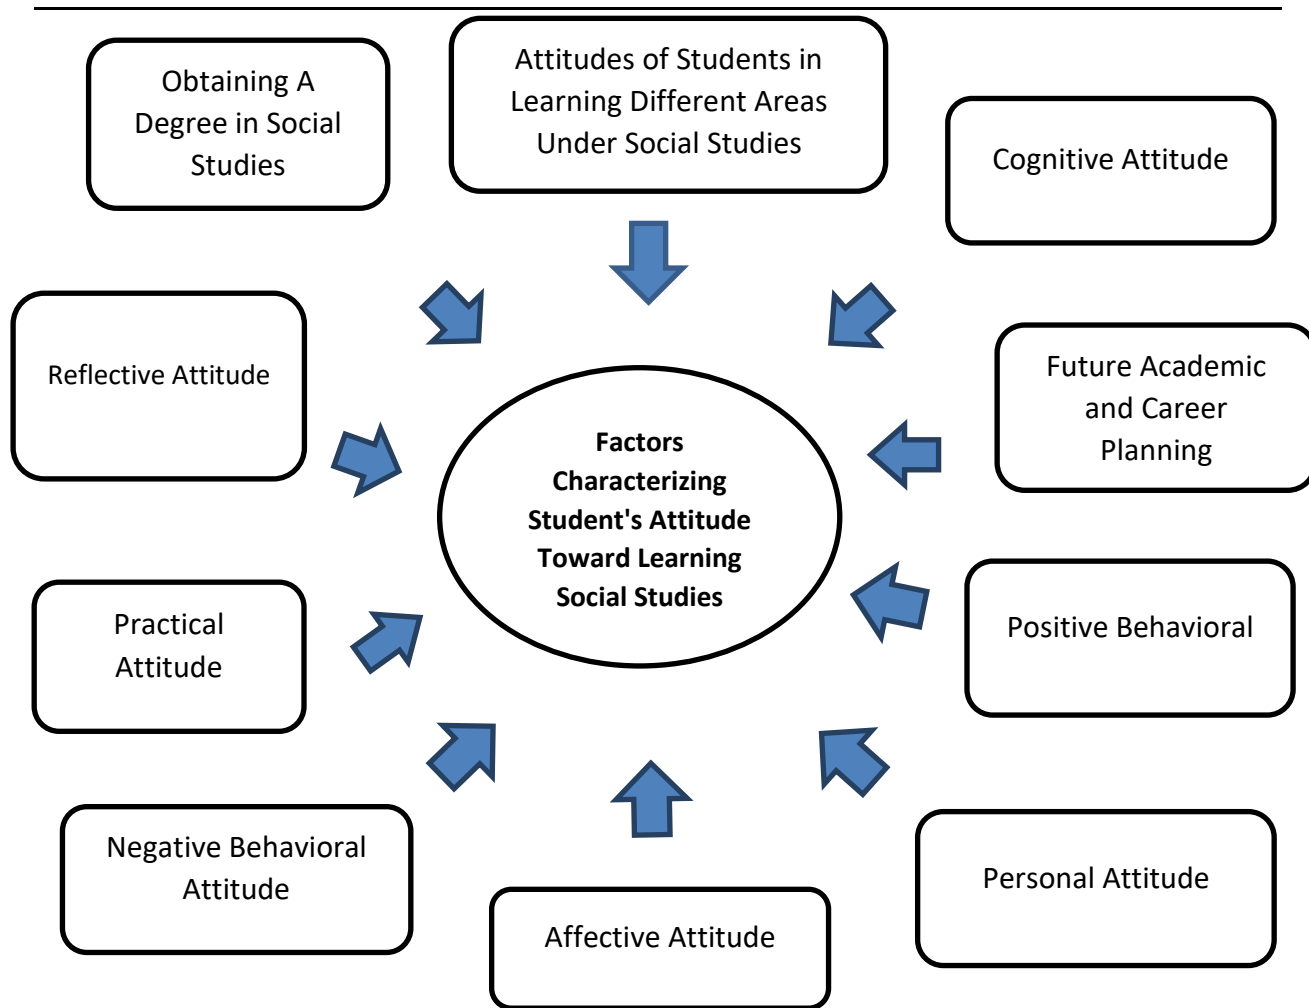 Obtaining A
Degree in Social
Studies
Attitudes of Students in
Learning Different Areas
Under Social Studies
Cognitive Attitude
Reflective Attitude
Future Academic
and Career
Planning
Factors
Characterizing
Student's Attitude
Toward Learning
Social Studies
Practical
Attitude
Positive Behavioral
Negative Behavioral
Attitude
Affective Attitude
Personal Attitude